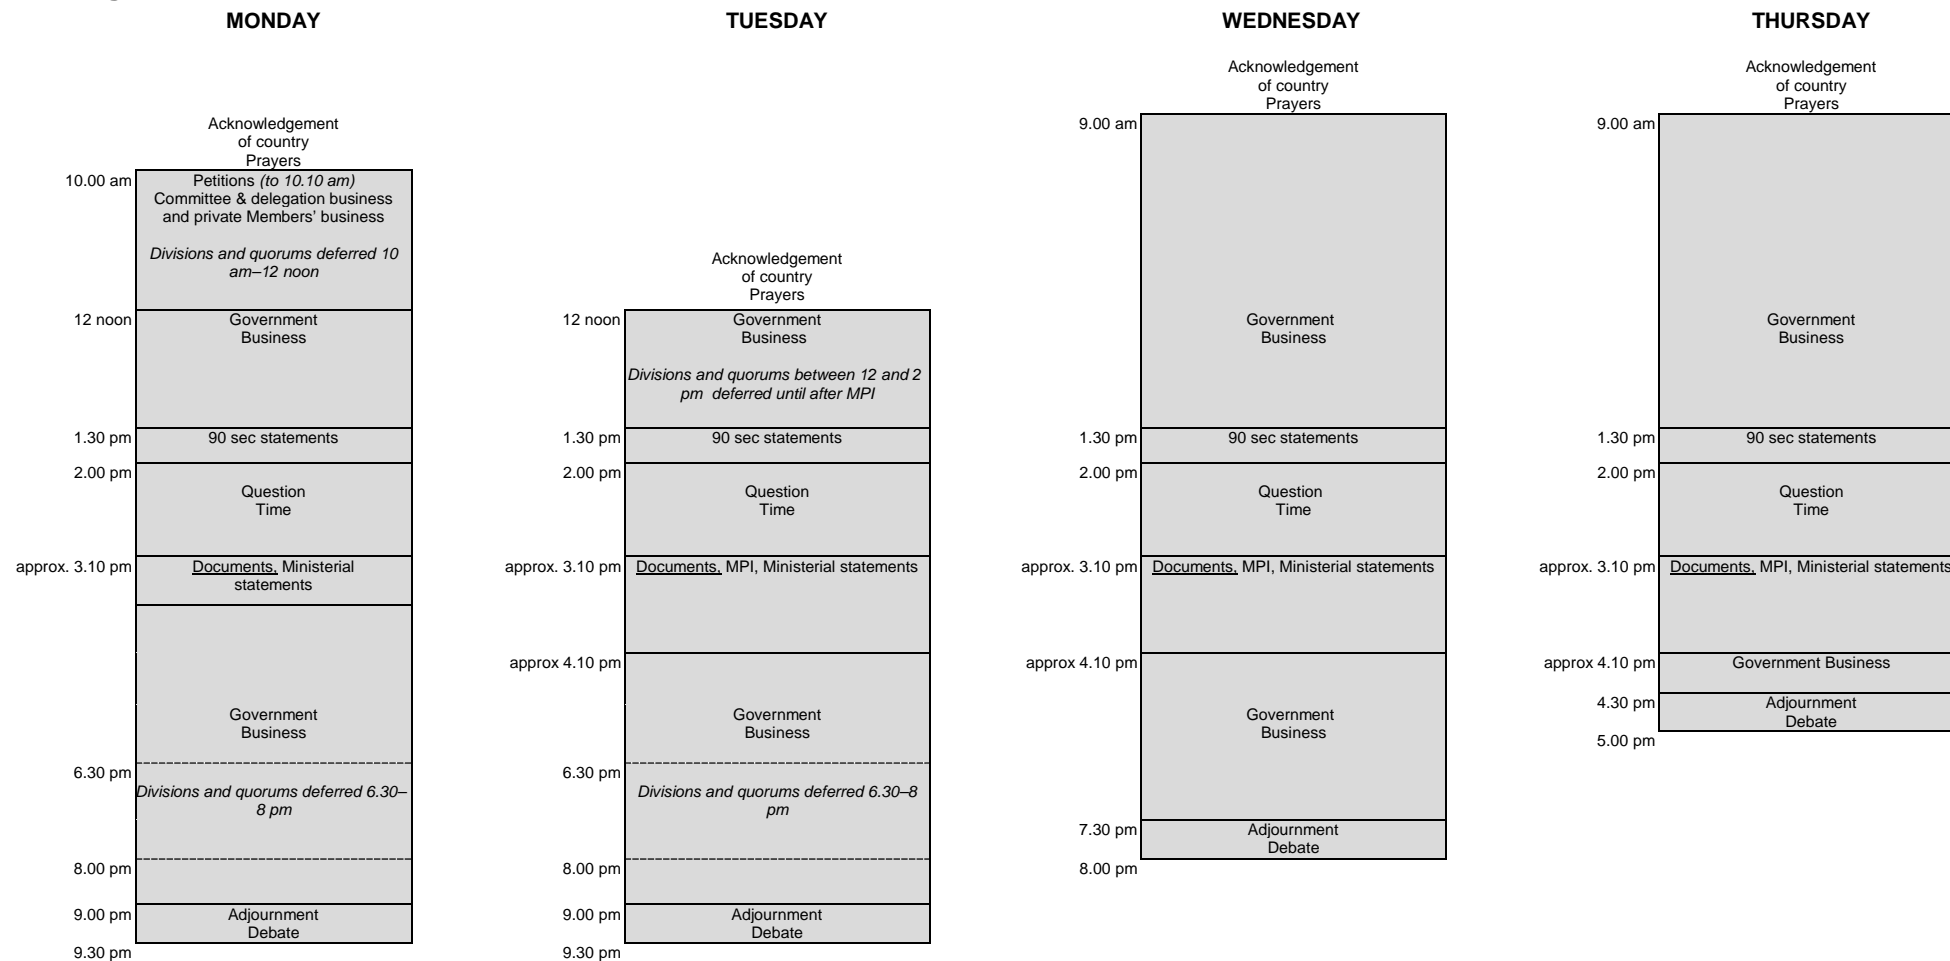 MONDAY
Acknowledgement
of country
Prayers
10.00 am
Petitions (to 10.10 am)
Committee & delegation business
and private Members' business
Divisions and quorums deferred 10
am–12 noon
12 noon
Government
Business
1.30 pm
90 sec statements
2.00 pm
Question
Time
approx. 3.10 pm
Documents, Ministerial
statements
Government
Business
6.30 pm
Divisions and quorums deferred 6.30–
8 pm
8.00 pm
9.00 pm
Adjournment
Debate
9.30 pm
TUESDAY
Acknowledgement
of country
Prayers
12 noon
Government
Business
Divisions and quorums between 12 and 2
pm  deferred until after MPI
1.30 pm
90 sec statements
2.00 pm
Question
Time
approx. 3.10 pm
Documents, MPI, Ministerial statements
approx 4.10 pm
Government
Business
6.30 pm
Divisions and quorums deferred 6.30–8
pm
8.00 pm
9.00 pm
Adjournment
Debate
9.30 pm
WEDNESDAY
Acknowledgement
of country
Prayers
9.00 am
Government
Business
1.30 pm
90 sec statements
2.00 pm
Question
Time
approx. 3.10 pm
Documents, MPI, Ministerial statements
approx 4.10 pm
Government
Business
7.30 pm
Adjournment
Debate
8.00 pm
THURSDAY
Acknowledgement
of country
Prayers
9.00 am
Government
Business
1.30 pm
90 sec statements
2.00 pm
Question
Time
approx. 3.10 pm
Documents, MPI, Ministerial statements
approx 4.10 pm
Government Business
4.30 pm
Adjournment
Debate
5.00 pm